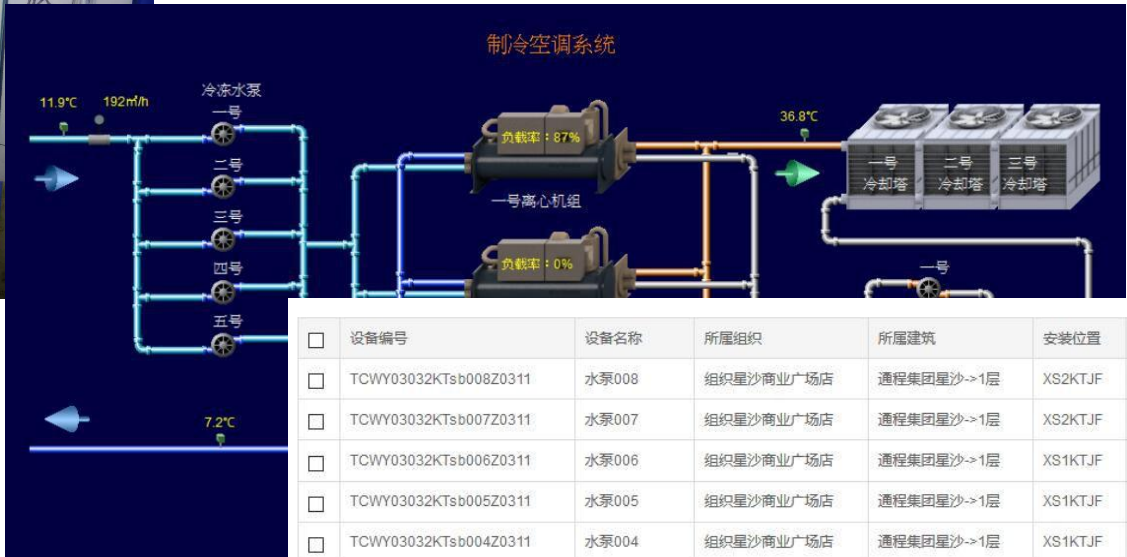 制冷空调系统
11.9℃ 192㎥/h
冷冻水泵
一号
二号
三号
四号
五号
7.2℃
负载率：87%
一号离心机组
负载率：0%
36.8℃
一号 二号 三号
冷却塔 冷却塔 冷却塔
一号
设备编号 设备名称 所属组织 所属建筑 安装位置
TCWY03032KTsb008Z0311 水泵008 组织星沙商业广场店 通程集团星沙->1层 XS2KTJF
TCWY03032KTsb007Z0311 水泵007 组织星沙商业广场店 通程集团星沙->1层 XS2KTJF
TCWY03032KTsb006Z0311 水泵006 组织星沙商业广场店 通程集团星沙->1层 XS1KTJF
TCWY03032KTsb005Z0311 水泵005 组织星沙商业广场店 通程集团星沙->1层 XS1KTJF
TCWY03032KTsb004Z0311 水泵004 组织星沙商业广场店 通程集团星沙->1层 XS1KTJF